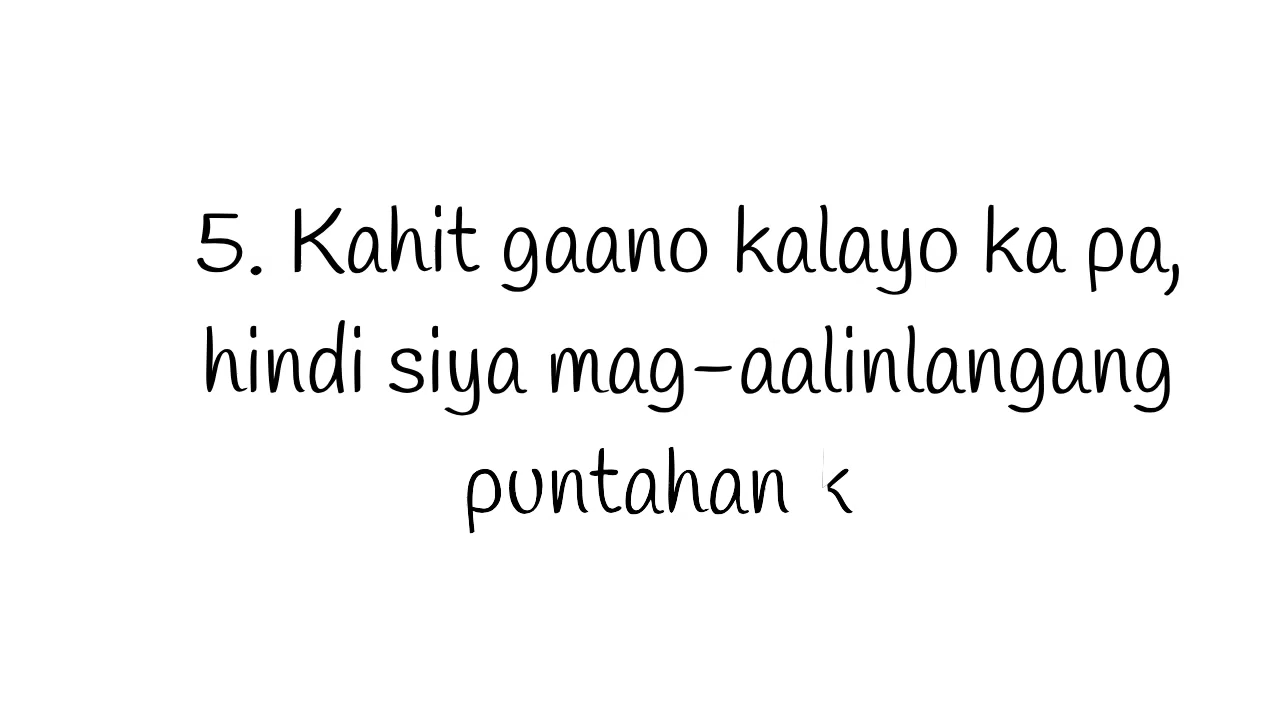 5. Kahit gaano kalayo ka pa,
hindi siya mag-aalinlangang
puntahan